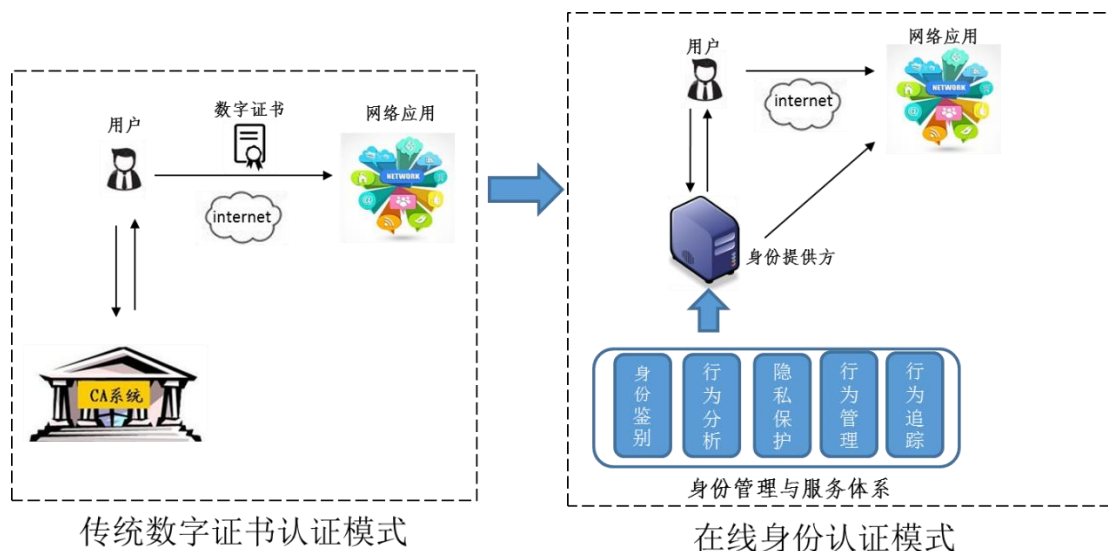 用户
数字证书
网络应用
NETWORK
internet
CA系统
传统数字证书认证模式
用户
网络应用
NETWORK
internet
身份提供方
身份鉴别
行为分析
隐私保护
行为管理
行为追踪
身份管理与服务体系
在线身份认证模式